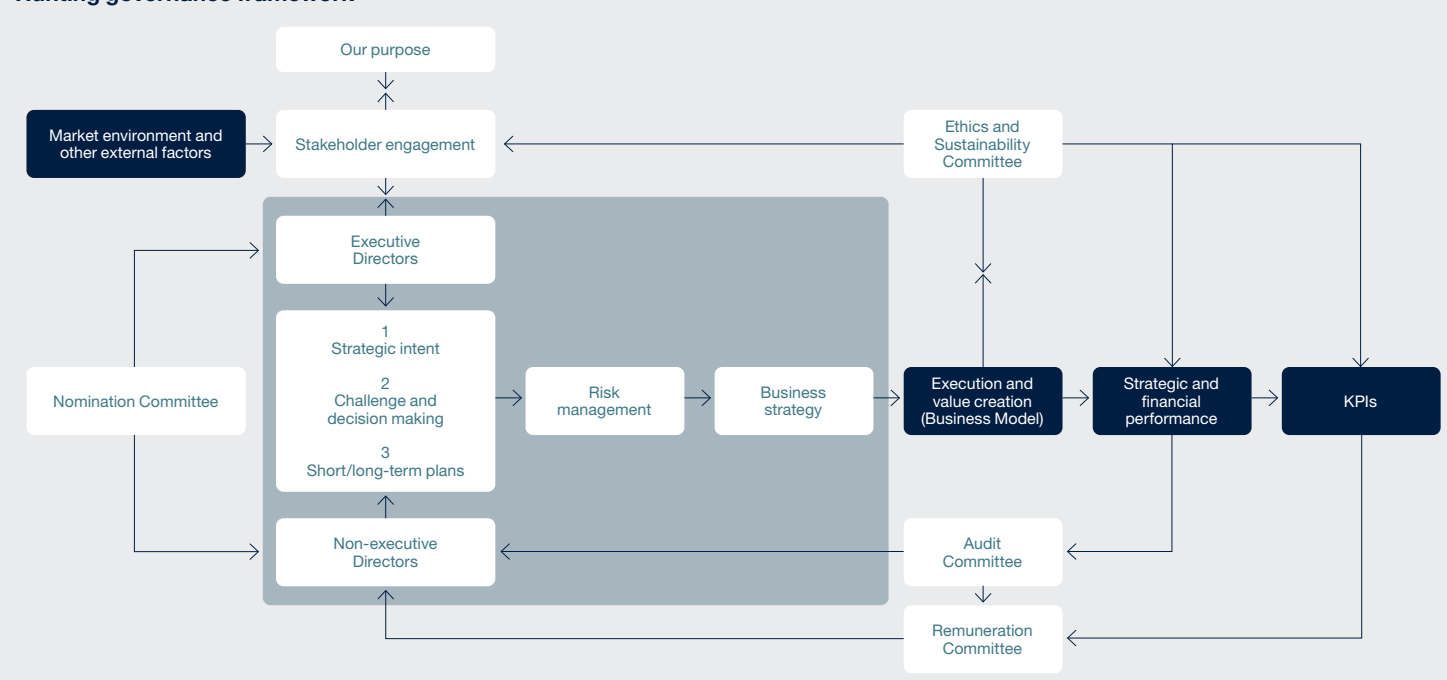 governance framework
Our purpose
Market environment and
other external factors
Stakeholder engagement
Ethics and
Sustainability
Committee
Executive
Directors
1
Strategic intent
2
Challenge and
decision making
3
Short/long-term plans
Nomination Committee
Risk
management
Business
strategy
Execution and
value creation
(Business Model)
Strategic and
financial
performance
KPIs
Non-executive
Directors
Audit
Committee
Remuneration
Committee